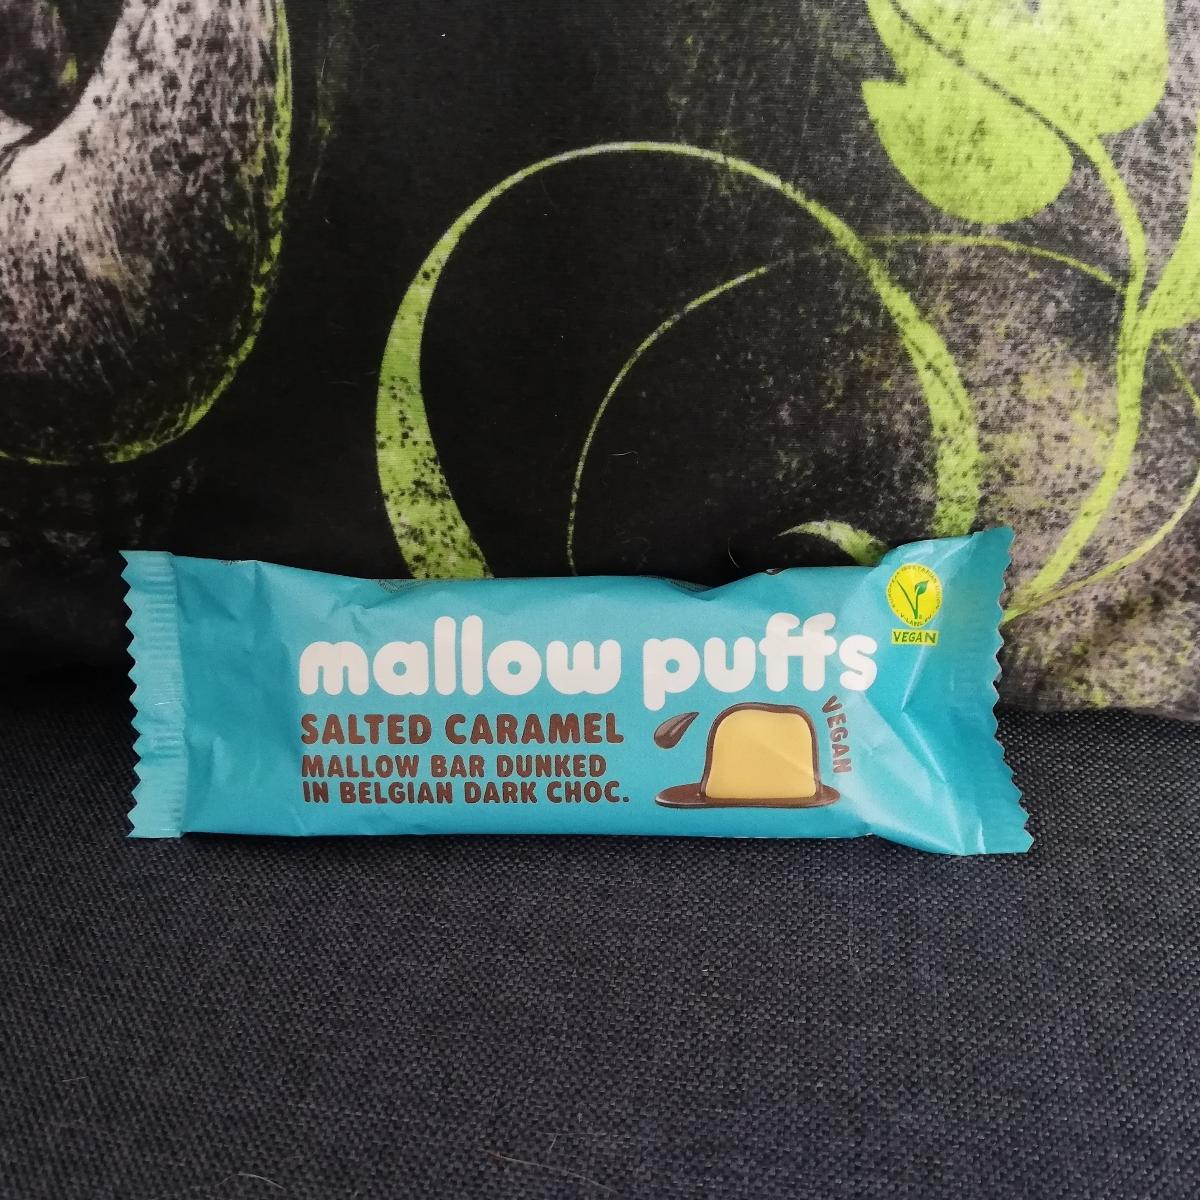 mallow puffs
SALTED CARAMEL
MALLOW BAR DUNKED
IN BELGIAN DARK CHOC.
VEGAN
VEGAN